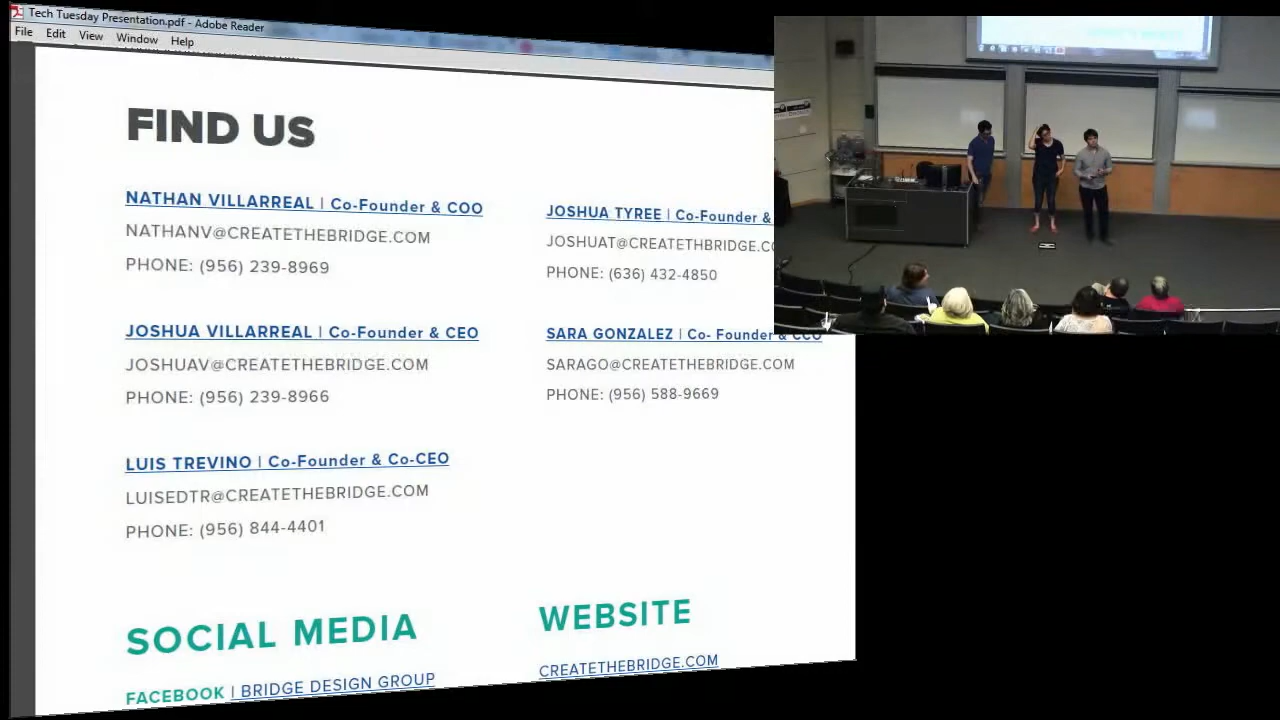 Tech Tuesday Presentation.pdf - Adobe Reader
File Edit View Window Help
FIND US
NATHAN VILLARREAL | Co-Founder & COO
NATHANV@CREATETHEBRIDGE.COM
PHONE: (956) 239-8969
JOSHUA TYREE | Co-Founder &
JOSHUAT@CREATETHBRIDGE.CO
PHONE: (636) 432-4850
JOSHUA VILLARREAL | Co-Founder & CEO
JOSHUAV@CREATETHEBRIDGE.COM
PHONE: (956) 239-8966
SARA GONZALEZ | Co- Founder & CCO
SARAGO@CREATETHEBRIDGE.COM
PHONE: (956) 588-9669
LUIS TREVINO | Co-Founder & Co-CEO
LUISEDTR@CREATETHEBRIDGE.COM
PHONE: (956) 844-4401
SOCIAL MEDIA
FACEBOOK | BRIDGE DESIGN GROUP
WEBSITE
CREATETHEBRIDGE.COM